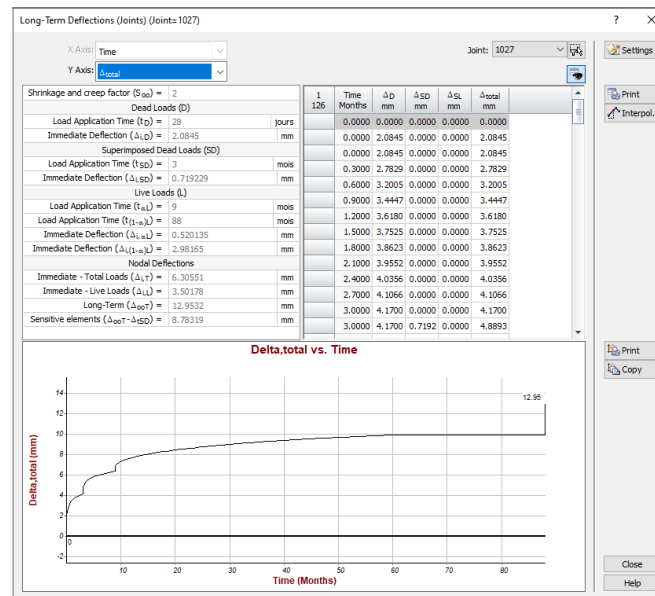 Long-Term Deflections (Joints) (Joint=1027)
? ×
X Axis: Time
Joint: 1027
Settings
Y Axis: Δtotal
Shrinkage and creep factor (S∞) = 2
Dead Loads (D)
Load Application Time (tD) = 28 jours
Immediate Deflection (Δi,D) = 2.0845 mm
Superimposed Dead Loads (SD)
Load Application Time (tSD) = 3 mois
Immediate Deflection (Δi,SD) = 0.719229 mm
Live Loads (L)
Load Application Time (tαL) = 9 mois
Load Application Time (t(1-α)L) = 88 mois
Immediate Deflection (Δi,αL) = 0.520135 mm
Immediate Deflection (Δi,(1-α)L) = 2.98165 mm
Nodal Deflections
Immediate - Total Loads (Δi,T) = 6.30551 mm
Immediate - Live Loads (Δi,L) = 3.50178 mm
Long-Term (Δ∞T) = 12.9532 mm
Sensitive elements (Δ∞T-ΔtSD) = 8.78319 mm
1 Time ΔD ΔSD ΔSL Δtotal
126 Months mm mm mm mm
0.0000 0.0000 0.0000 0.0000 0.0000
0.0000 2.0845 0.0000 0.0000 2.0845
0.0000 2.0845 0.0000 0.0000 2.0845
0.3000 2.7829 0.0000 0.0000 2.7829
0.6000 3.2005 0.0000 0.0000 3.2005
0.9000 3.4447 0.0000 0.0000 3.4447
1.2000 3.6180 0.0000 0.0000 3.6180
1.5000 3.7525 0.0000 0.0000 3.7525
1.8000 3.8623 0.0000 0.0000 3.8623
2.1000 3.9552 0.0000 0.0000 3.9552
2.4000 4.0356 0.0000 0.0000 4.0356
2.7000 4.1066 0.0000 0.0000 4.1066
3.0000 4.1700 0.0000 0.0000 4.1700
3.0000 4.1700 0.7192 0.0000 4.8893
Print
Interpol.
Delta,total vs. Time
Print
Copy
12.95
14
12
10
8
6
4
2
0
-2
0
Delta,total (mm)
10 20 30 40 50 60 70 80
Time (Months)
Close
Help